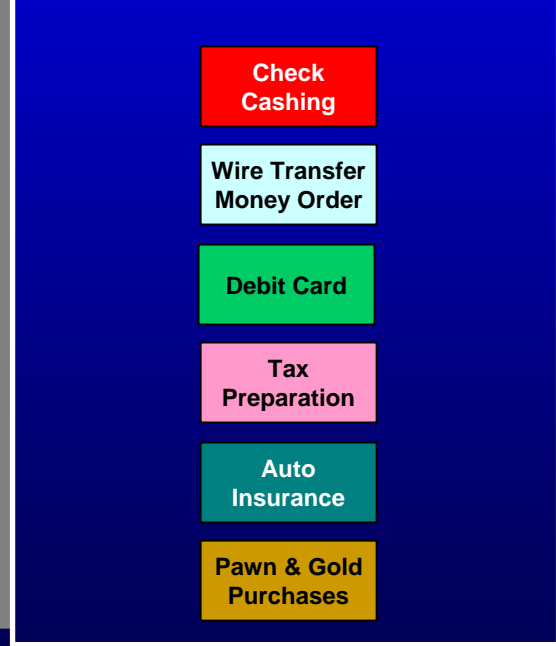 Check
Cashing
Wire Transfer
Money Order
Debit Card
Tax
Preparation
Auto
Insurance
Pawn & Gold
Purchases